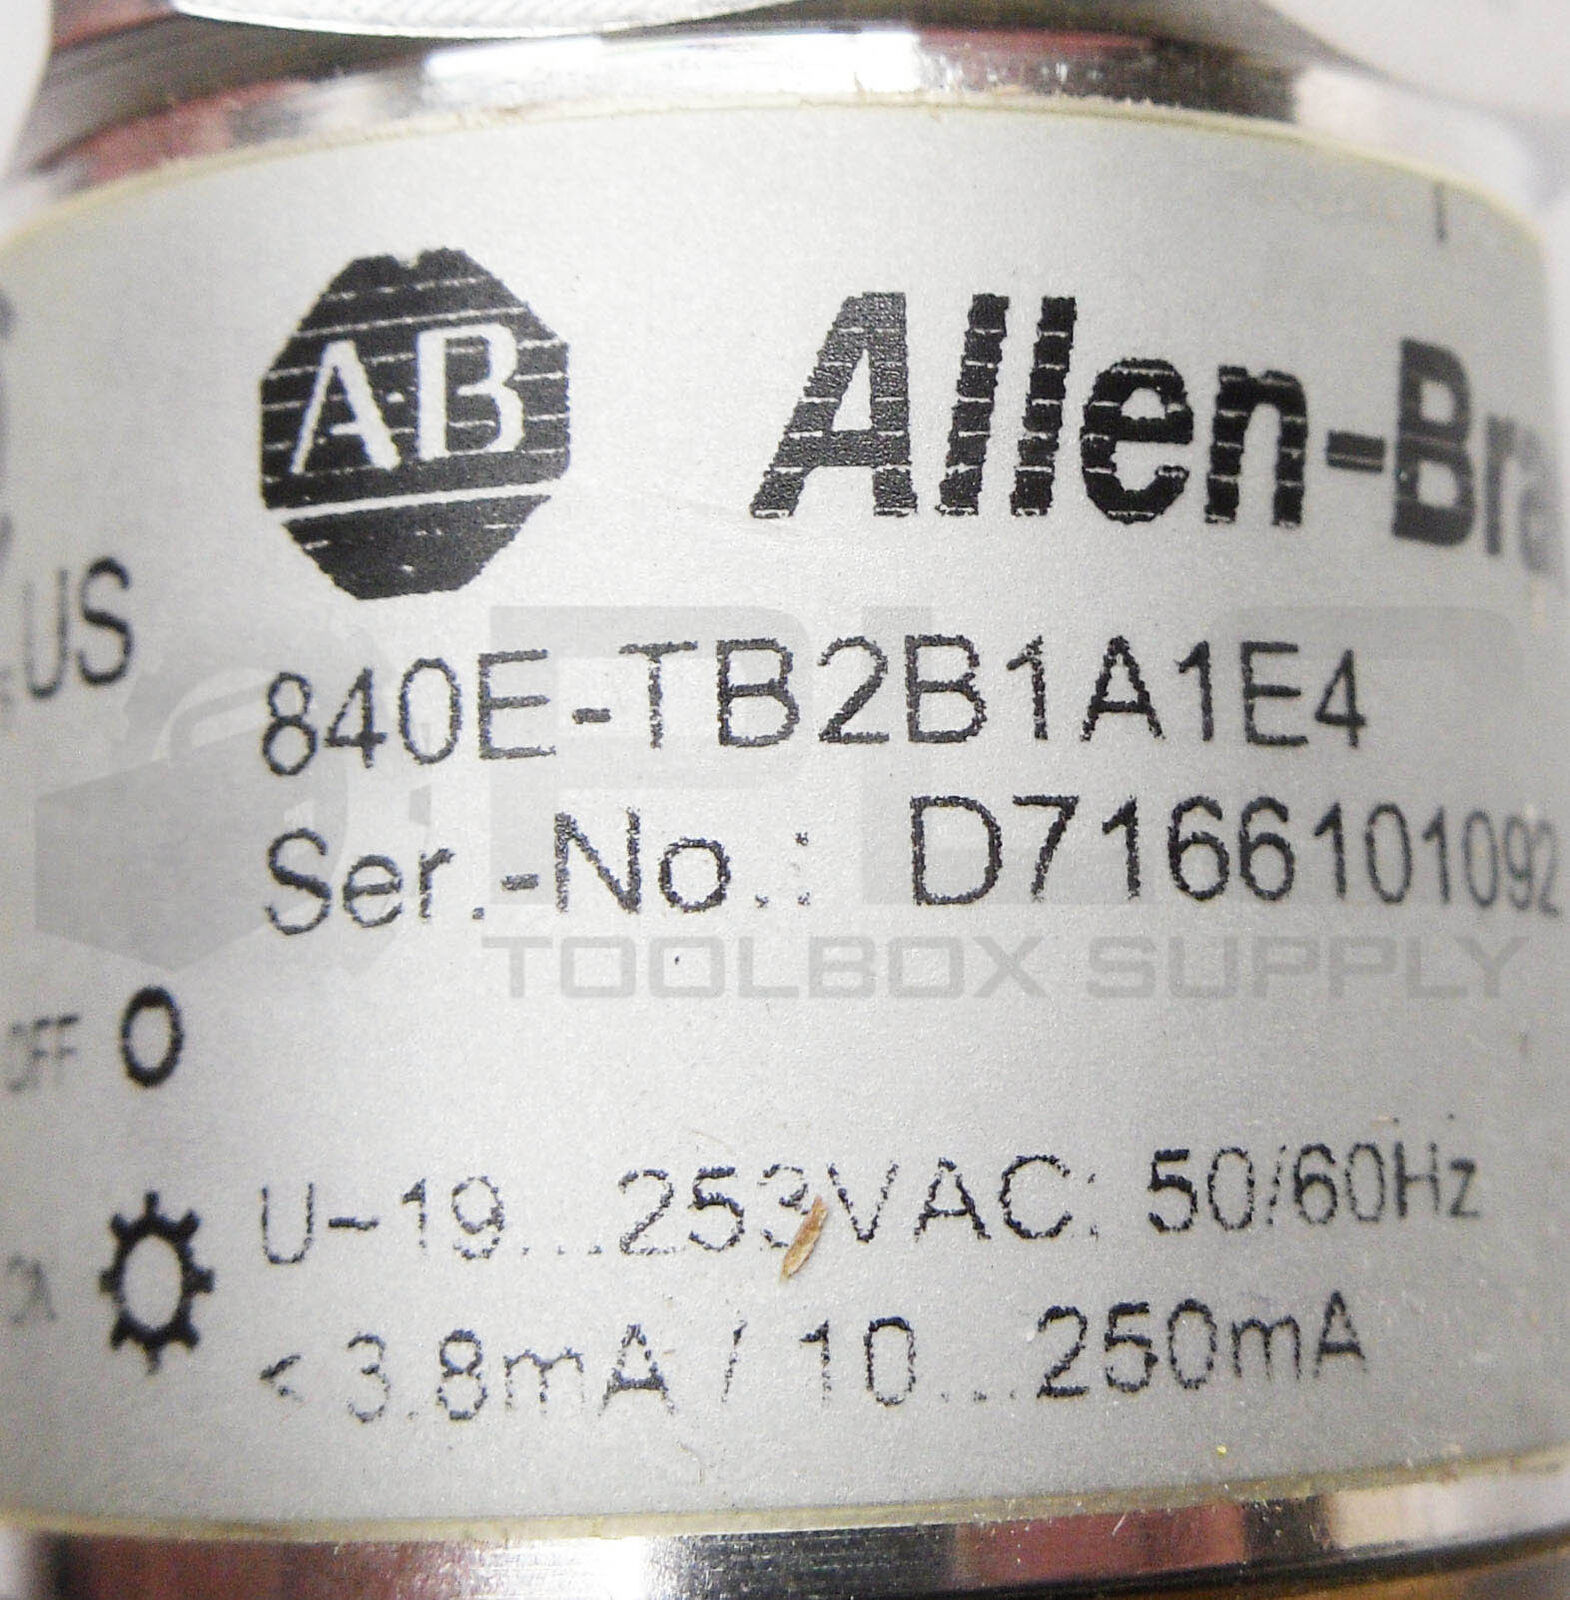 AB Allen-Bra
US
840E-TB2B1A1E4
Ser.-No.: D7166101092
TOOLBOX SUPPLY
OFF O
U~19...253VAC: 50/60Hz
< 3.8mA / 10...250mA